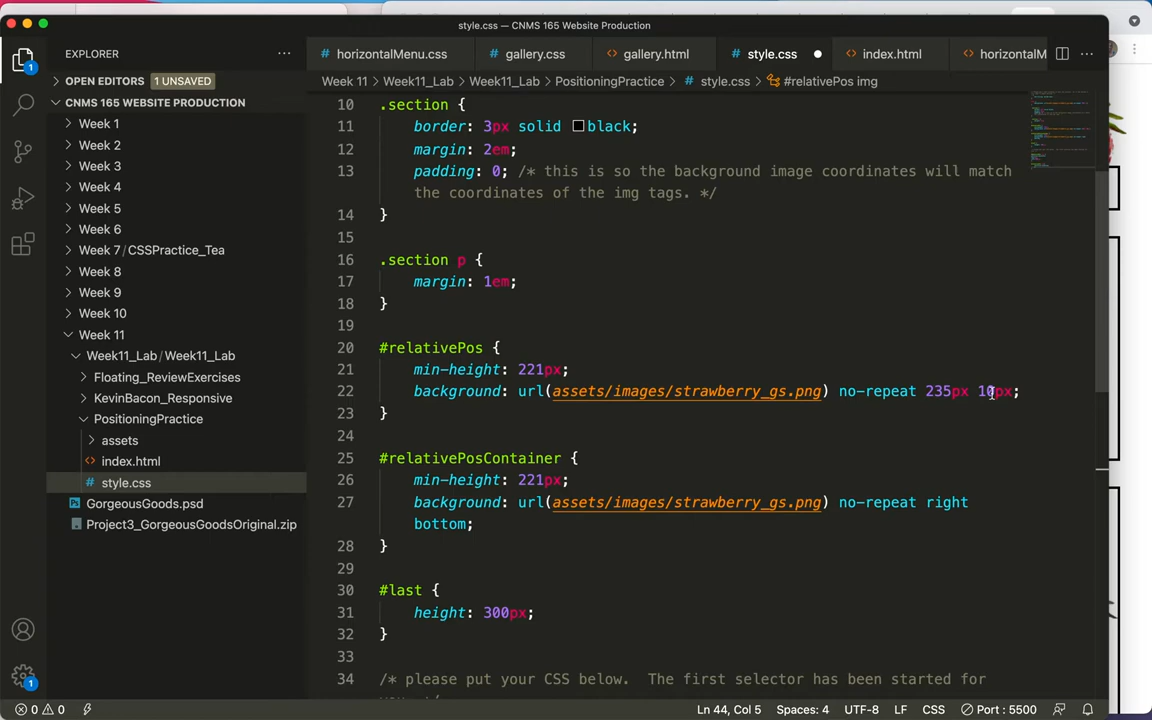 style.css — CNMS 165 Website Production
EXPLORER
horizontalMenu.css
gallery.css
gallery.html
style.css
index.html
horizontalM
OPEN EDITORS 1 UNSAVED
Week 11 > Week11_Lab > Week11_Lab > PositioningPractice > style.css > #relativePos img
CNMS 165 WEBSITE PRODUCTION
Week 1
Week 2
Week 3
Week 4
Week 5
Week 6
Week 7 / CSSPractice_Tea
Week 8
Week 9
Week 10
Week 11
Week11_Lab / Week11_Lab
Floating_ReviewExercises
KevinBacon_Responsive
PositioningPractice
assets
index.html
style.css
GorgeousGoods.psd
Project3_GorgeousGoodsOriginal.zip
10 .section {
11 border: 3px solid black;
12 margin: 2em;
13 padding: 0; /* this is so the background image coordinates will match
the coordinates of the img tags. */
14 }
15
16 .section p {
17 margin: 1em;
18 }
19
20 #relativePos {
21 min-height: 221px;
22 background: url(assets/images/strawberry_gs.png) no-repeat 235px 10px;
23 }
24
25 #relativePosContainer {
26 min-height: 221px;
27 background: url(assets/images/strawberry_gs.png) no-repeat right
bottom;
28 }
29
30 #last {
31 height: 300px;
32 }
33
34 /* please put your CSS below. The first selector has been started for
1
1
0 0
Ln 44, Col 5
Spaces: 4
UTF-8
LF
CSS
Port : 5500